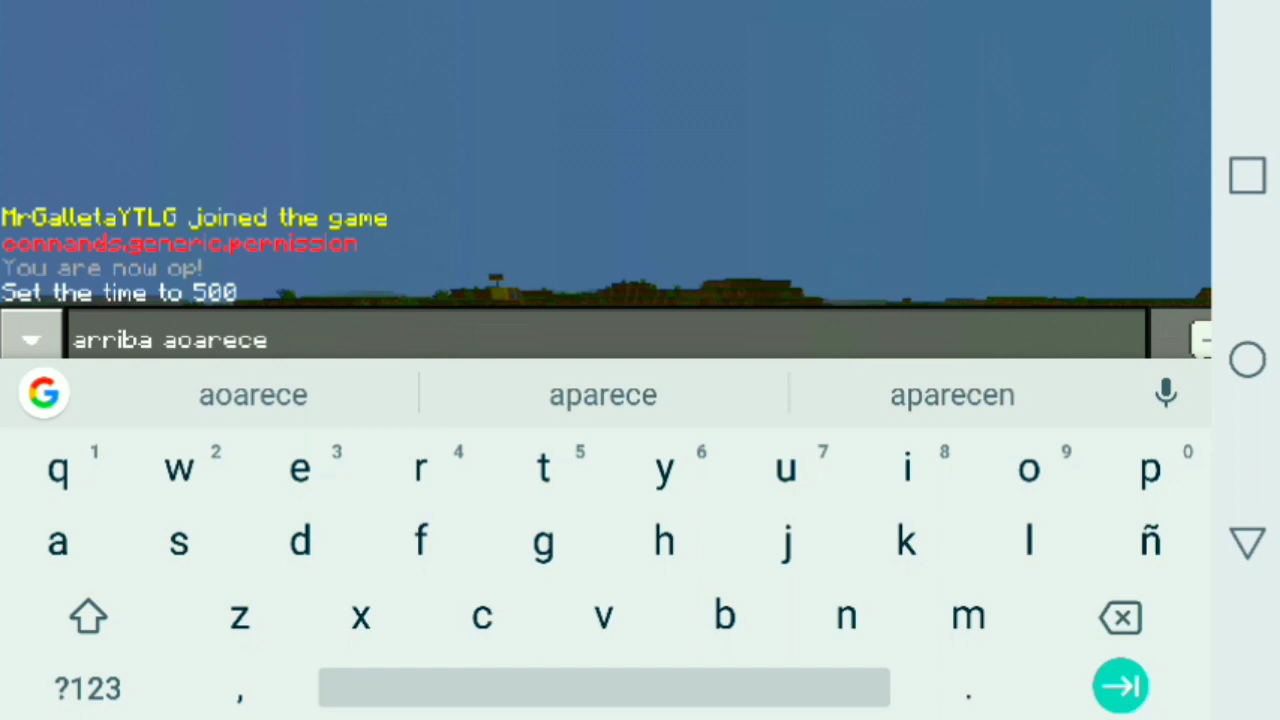 MrGalletaYTLG joined the game
commands.generic.permission
You are now op!
Set the time to 500
arriba aoarece
aoarece aparece aparecen
q 1 w 2 e 3 r 4 t 5 y 6 u 7 i 8 o 9 p 0
a s d f g h j k l ñ
z x c v b n m
?123 , .